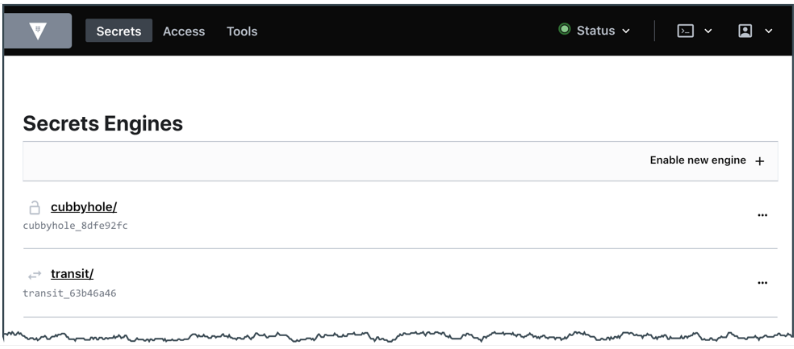 Secrets Access Tools Status
Secrets Engines
Enable new engine +
cubbyhole/
cubbyhole_8dfe92fc
...
transit/
transit_63b46a46
...